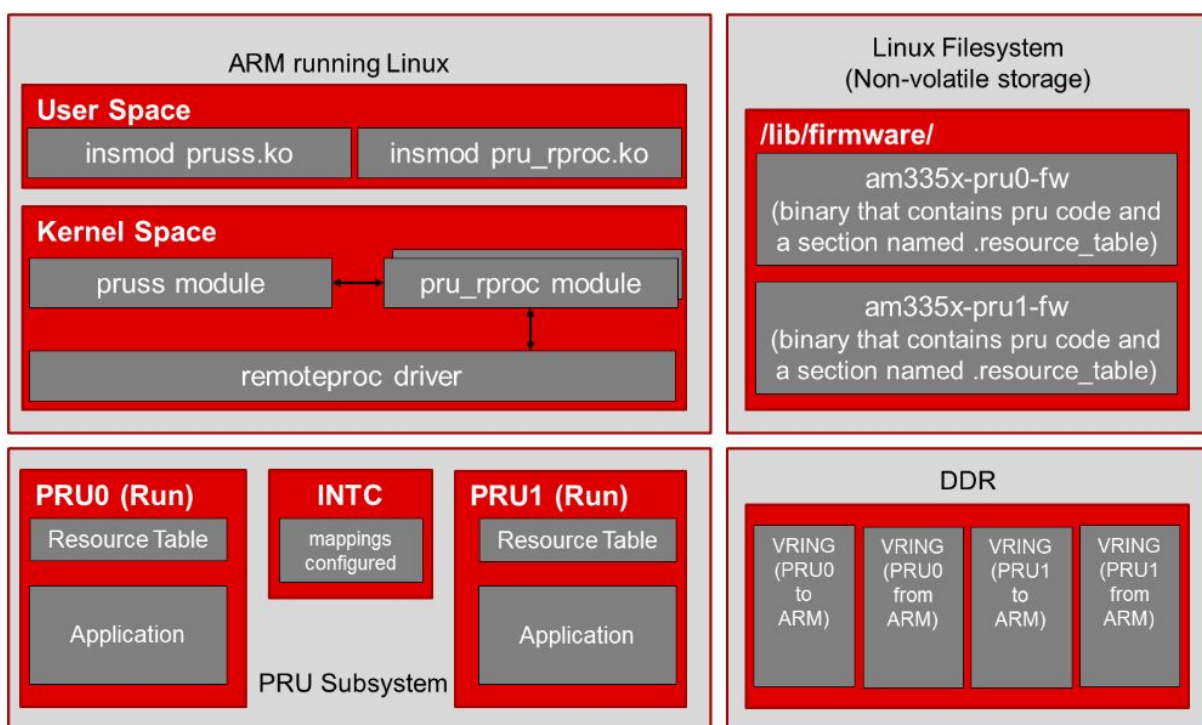 ARM running Linux
User Space
insmod pruss.ko
insmod pru_rproc.ko
Kernel Space
pruss module
pru_rproc module
remoteproc driver
Linux Filesystem
(Non-volatile storage)
/lib/firmware/
am335x-pru0-fw
(binary that contains pru code and
a section named .resource_table)
am335x-pru1-fw
(binary that contains pru code and
a section named .resource_table)
PRU0 (Run)
Resource Table
Application
INTC
mappings
configured
PRU1 (Run)
Resource Table
Application
PRU Subsystem
DDR
VRING
(PRU0
to
ARM)
VRING
(PRU0
from
ARM)
VRING
(PRU1
to
ARM)
VRING
(PRU1
from
ARM)